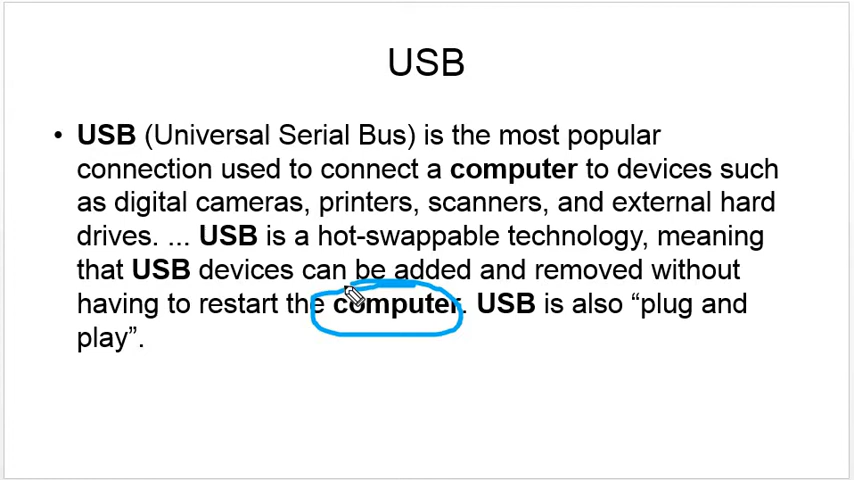 USB
• USB (Universal Serial Bus) is the most popular
connection used to connect a computer to devices such
as digital cameras, printers, scanners, and external hard
drives. ... USB is a hot-swappable technology, meaning
that USB devices can be added and removed without
having to restart the computer. USB is also “plug and
play”.